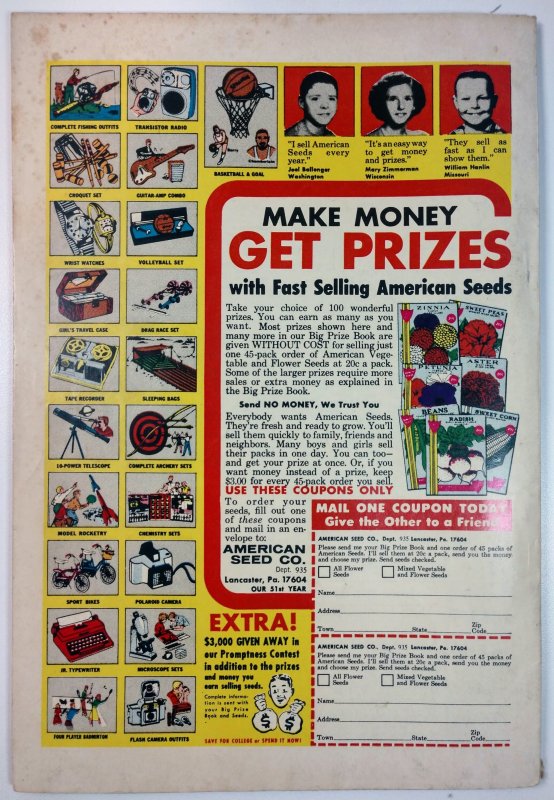 COMPLETE FISHING OUTFITS
TRANSISTOR RADIO
CROQUET SET
GUITAR-AMP COMBO
WRIST WATCHES
VOLLEYBALL SET
GIRL'S TRAVEL CASE
DRAG RACE SET
TAPE RECORDER
SLEEPING BAGS
10-POWER TELESCOPE
COMPLETE ARCHERY SETS
MODEL ROCKETRY
CHEMISTRY SETS
SPORT BIKES
POLAROID CAMERA
JR. TYPEWRITER
MICROSCOPE SETS
FOUR PLAYER BADMINTON
FLASH CAMERA OUTFITS
BASKETBALL & GOAL
"I sell American
Seeds every
year."
Joel Ballenger
Washington
"It's an easy way
to get money
and prizes."
Mary Zimmerman
Wisconsin
"They sell as
fast as I can
show them."
William Hanlin
Missouri
MAKE MONEY
GET PRIZES
with Fast Selling American Seeds
Take your choice of 100 wonderful
prizes. You can earn as many as you
want. Most prizes shown here and
many more in our Big Prize Book are
given WITHOUT COST for selling just
one 45-pack order of American Vege-
table and Flower Seeds at 20c a pack.
Some of the larger prizes require more
sales or extra money as explained in
the Big Prize Book.
Send NO MONEY, We Trust You
Everybody wants American Seeds.
They're fresh and ready to grow. You'll
sell them quickly to family, friends and
neighbors. Many boys and girls sell
their packs in one day. You can too—
and get your prize at once. Or, if you
want money instead of a prize, keep
$3.00 for every 45-pack order you sell.
ZINNIA
SWEET PEAS
PETUNIA
ASTER
BEANS
RADISH
SWEET CORN
USE THESE COUPONS ONLY
To order your
seeds, fill out one
of these coupons
and mail in an en-
velope to:
AMERICAN
SEED CO.
Dept. 935
Lancaster, Pa. 17604
OUR 51st YEAR
MAIL ONE COUPON TODAY
Give the Other to a Friend
AMERICAN SEED CO., Dept. 935 Lancaster, Pa. 17604
Please send me your Big Prize Book and one order of 45 packs of
American Seeds. I'll sell them at 20c a pack, send you the money
and choose my prize. Send seeds checked.
All Flower
Seeds
Mixed Vegetable
and Flower Seeds
Name
Address
Town State Zip
Code
AMERICAN SEED CO., Dept. 935 Lancaster, Pa. 17604
Please send me your Big Prize Book and one order of 45 packs of
American Seeds. I'll sell them at 20c a pack, send you the money
and choose my prize. Send seeds checked.
All Flower
Seeds
Mixed Vegetable
and Flower Seeds
Name
Address
Town State Zip
Code
EXTRA!
$3,000 GIVEN AWAY in
our Promptness Contest
in addition to the prizes
and money you
earn selling seeds.
Complete informa-
tion is sent with
your Big Prize
Book and Seeds.
$ $
SAVE FOR COLLEGE or SPEND IT NOW!